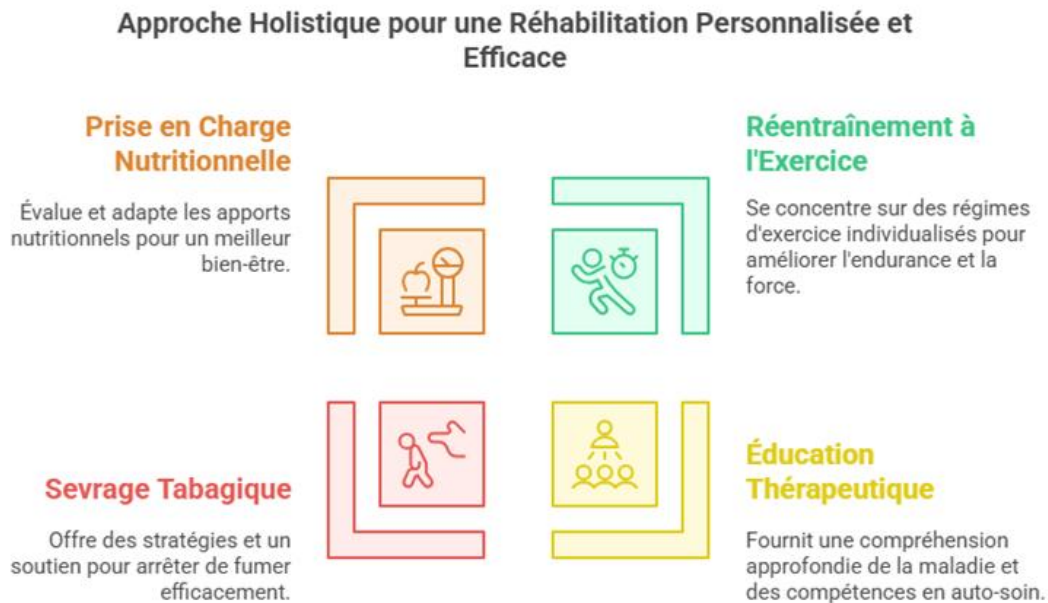 Approche Holistique pour une Réhabilitation Personnalisée et
Efficace
Prise en Charge
Nutritionnelle
Évalue et adapte les apports
nutritionnels pour un meilleur
bien-être.
Réentraînement à
l'Exercice
Se concentre sur des régimes
d'exercice individualisés pour
améliorer l'endurance et la
force.
Sevrage Tabagique
Offre des stratégies et un
soutien pour arrêter de fumer
efficacement.
Éducation
Thérapeutique
Fournit une compréhension
approfondie de la maladie et
des compétences en auto-soin.